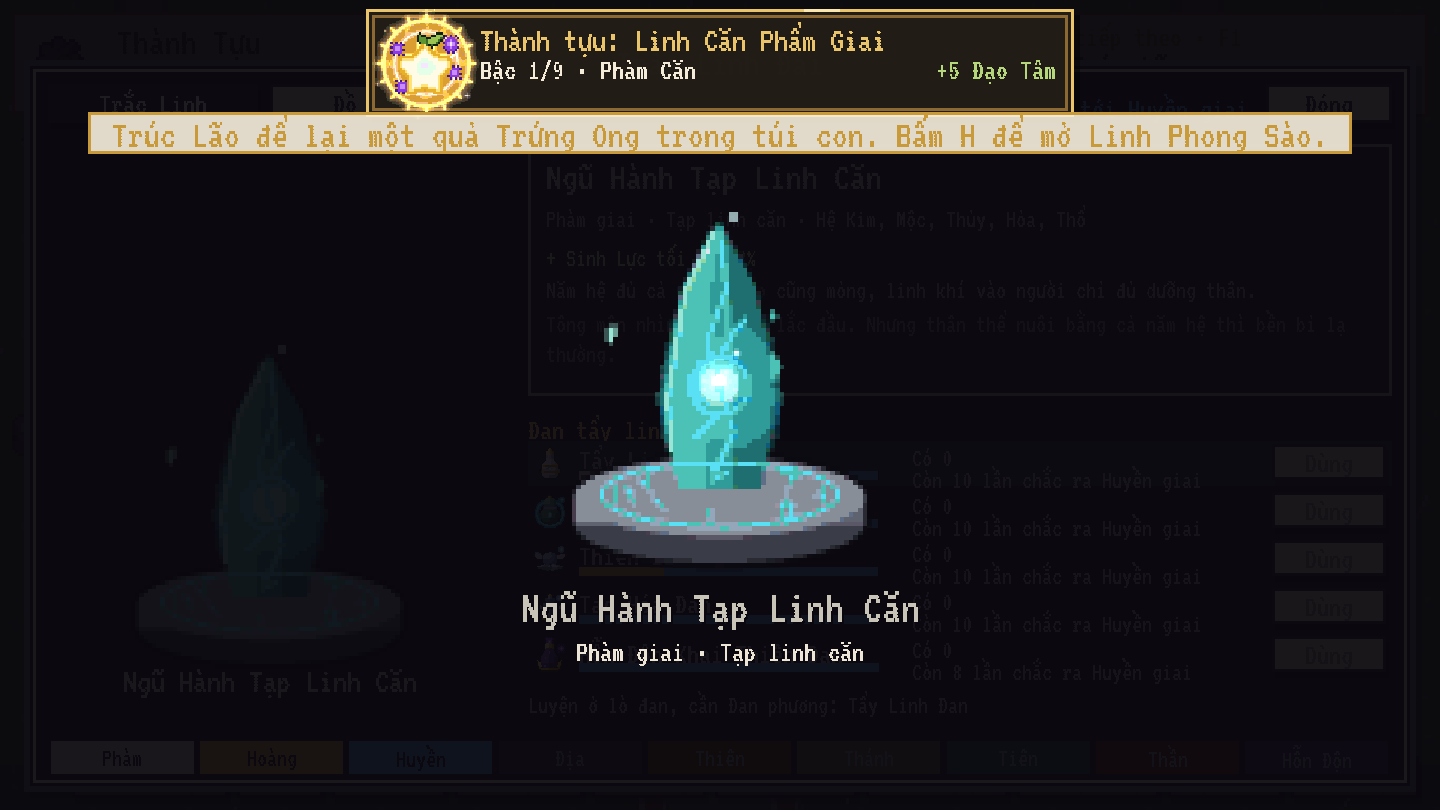 Thành Tựu
Thành tựu: Linh Căn Phẩm Giai
Bậc 1/9 · Phàm Căn
+5 Đạo Tâm
Trắc Linh
Đóng
Trúc Lão để lại một quả Trứng Ong trong túi con. Bấm H để mở Linh Phong Sào.
Ngũ Hành Tạp Linh Căn
Phàm giai · Tạp linh căn · Hệ Kim, Mộc, Thủy, Hỏa, Thổ
+ Sinh Lực tối
Năm hệ đủ cả cũng mỏng, linh khí vào người chỉ đủ dưỡng thân.
lắc đầu. Nhưng thân thể nuôi bằng cả năm hệ thì bền bỉ lạ
thường.
Đan tẩy
Có 0
Còn 10 lần chắc ra Huyền giai
Dùng
Có 0
Còn 10 lần chắc ra Huyền giai
Dùng
Có 0
Còn 10 lần chắc ra Huyền giai
Dùng
Có 0
Còn 10 lần chắc ra Huyền giai
Dùng
Có 0
Còn 8 lần chắc ra Huyền giai
Dùng
Ngũ Hành Tạp Linh Căn
Phàm giai · Tạp linh căn
Ngũ Hành Tạp Linh Căn
Luyện ở lò đan, cần Đan phương: Tẩy Linh Đan
Phàm
Hoàng
Huyền
Địa
Thiên
Thánh
Tiên
Thần
Hỗn Độn